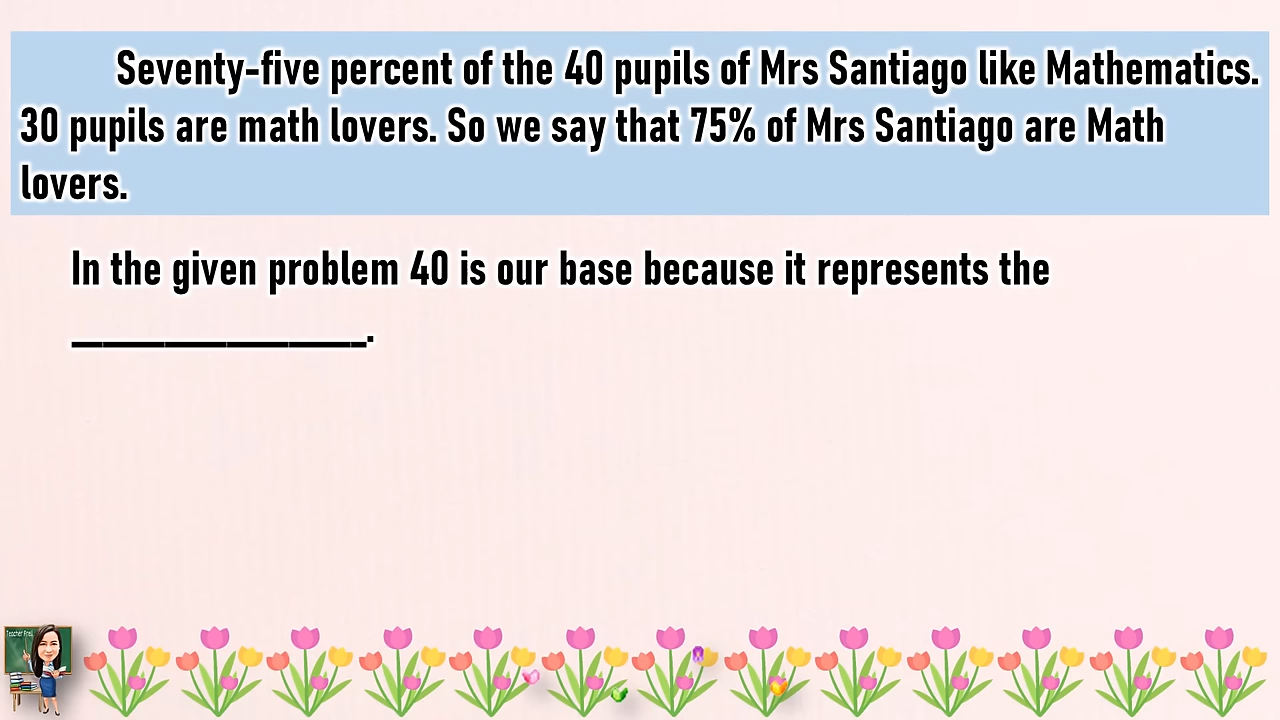 Seventy-five percent of the 40 pupils of Mrs Santiago like Mathematics.
30 pupils are math lovers. So we say that 75% of Mrs Santiago are Math
lovers.
In the given problem 40 is our base because it represents the
___________________.